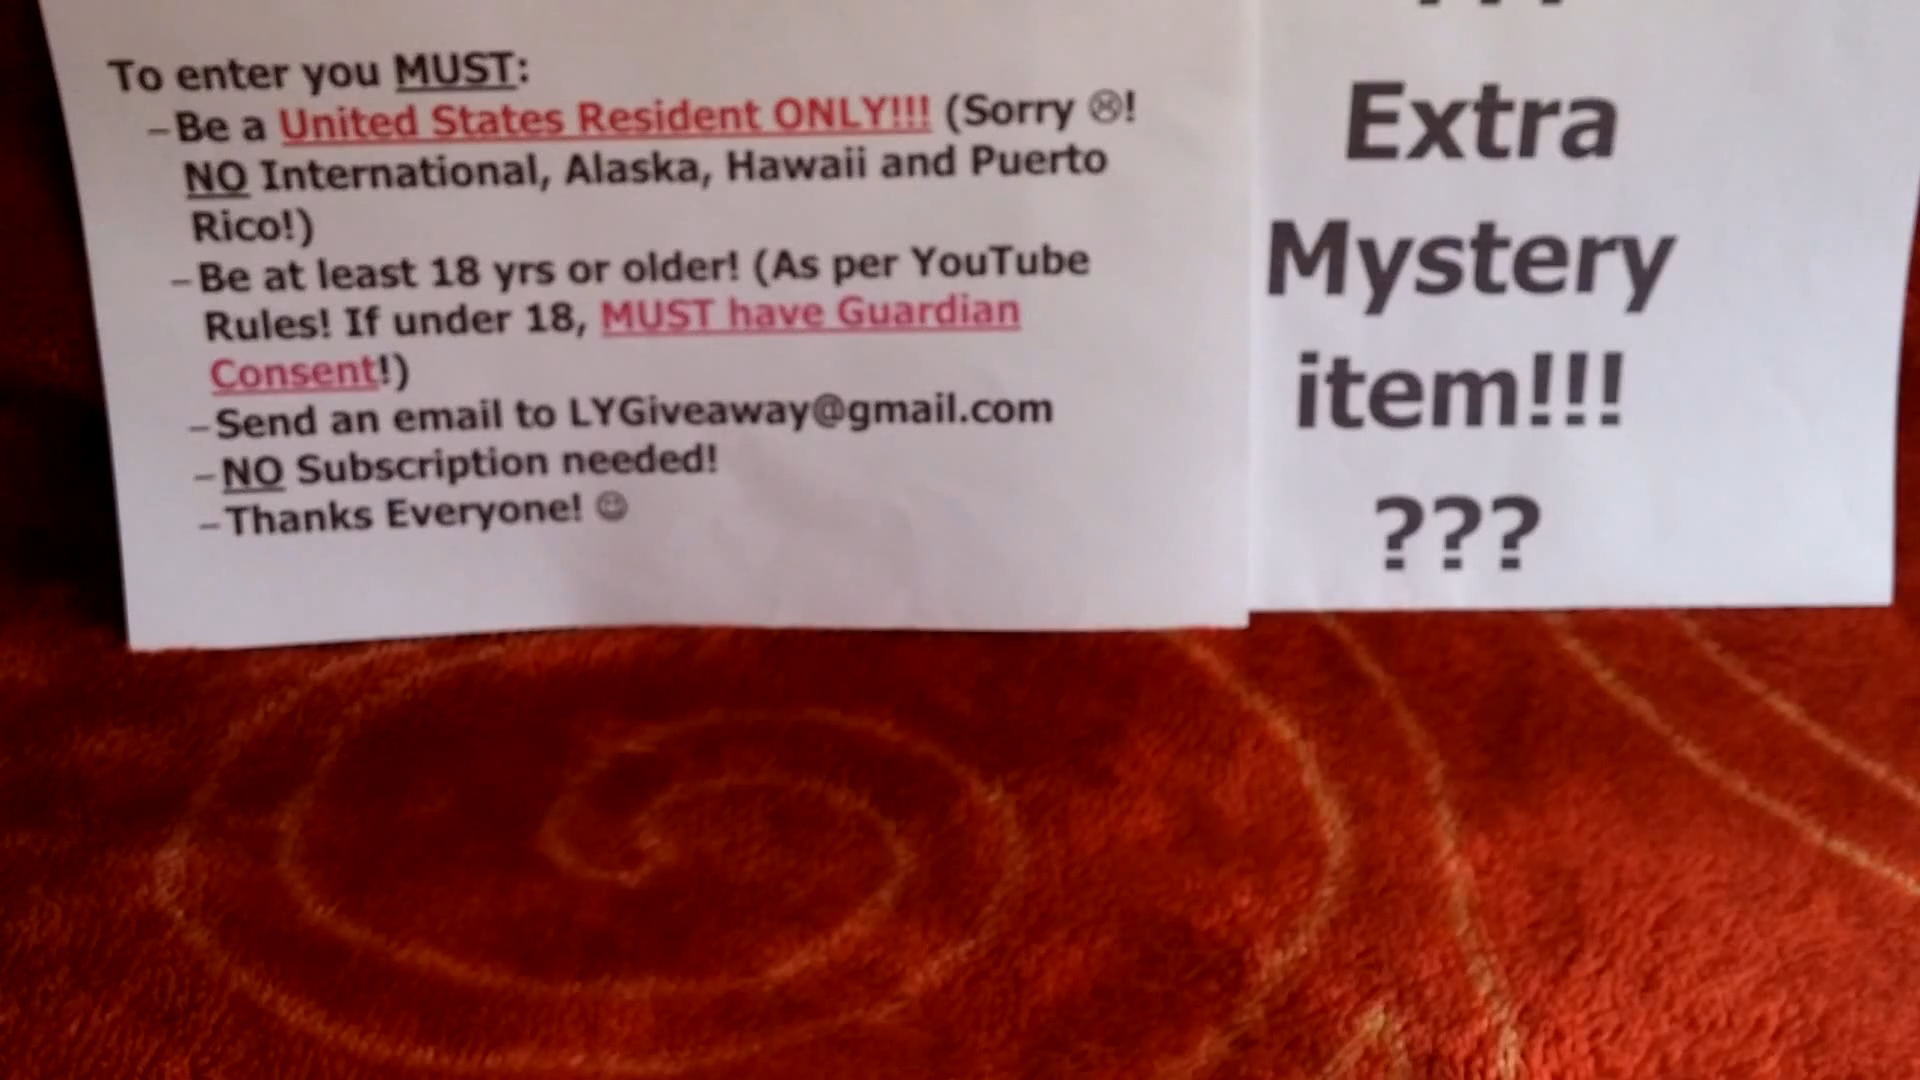 To enter you MUST:
–Be a United States Resident ONLY!!! (Sorry ☹!
NO International, Alaska, Hawaii and Puerto
Rico!)
–Be at least 18 yrs or older! (As per YouTube
Rules! If under 18, MUST have Guardian
Consent!)
–Send an email to LYGiveaway@gmail.com
–NO Subscription needed!
–Thanks Everyone! ☺
Extra
Mystery
item!!!
???